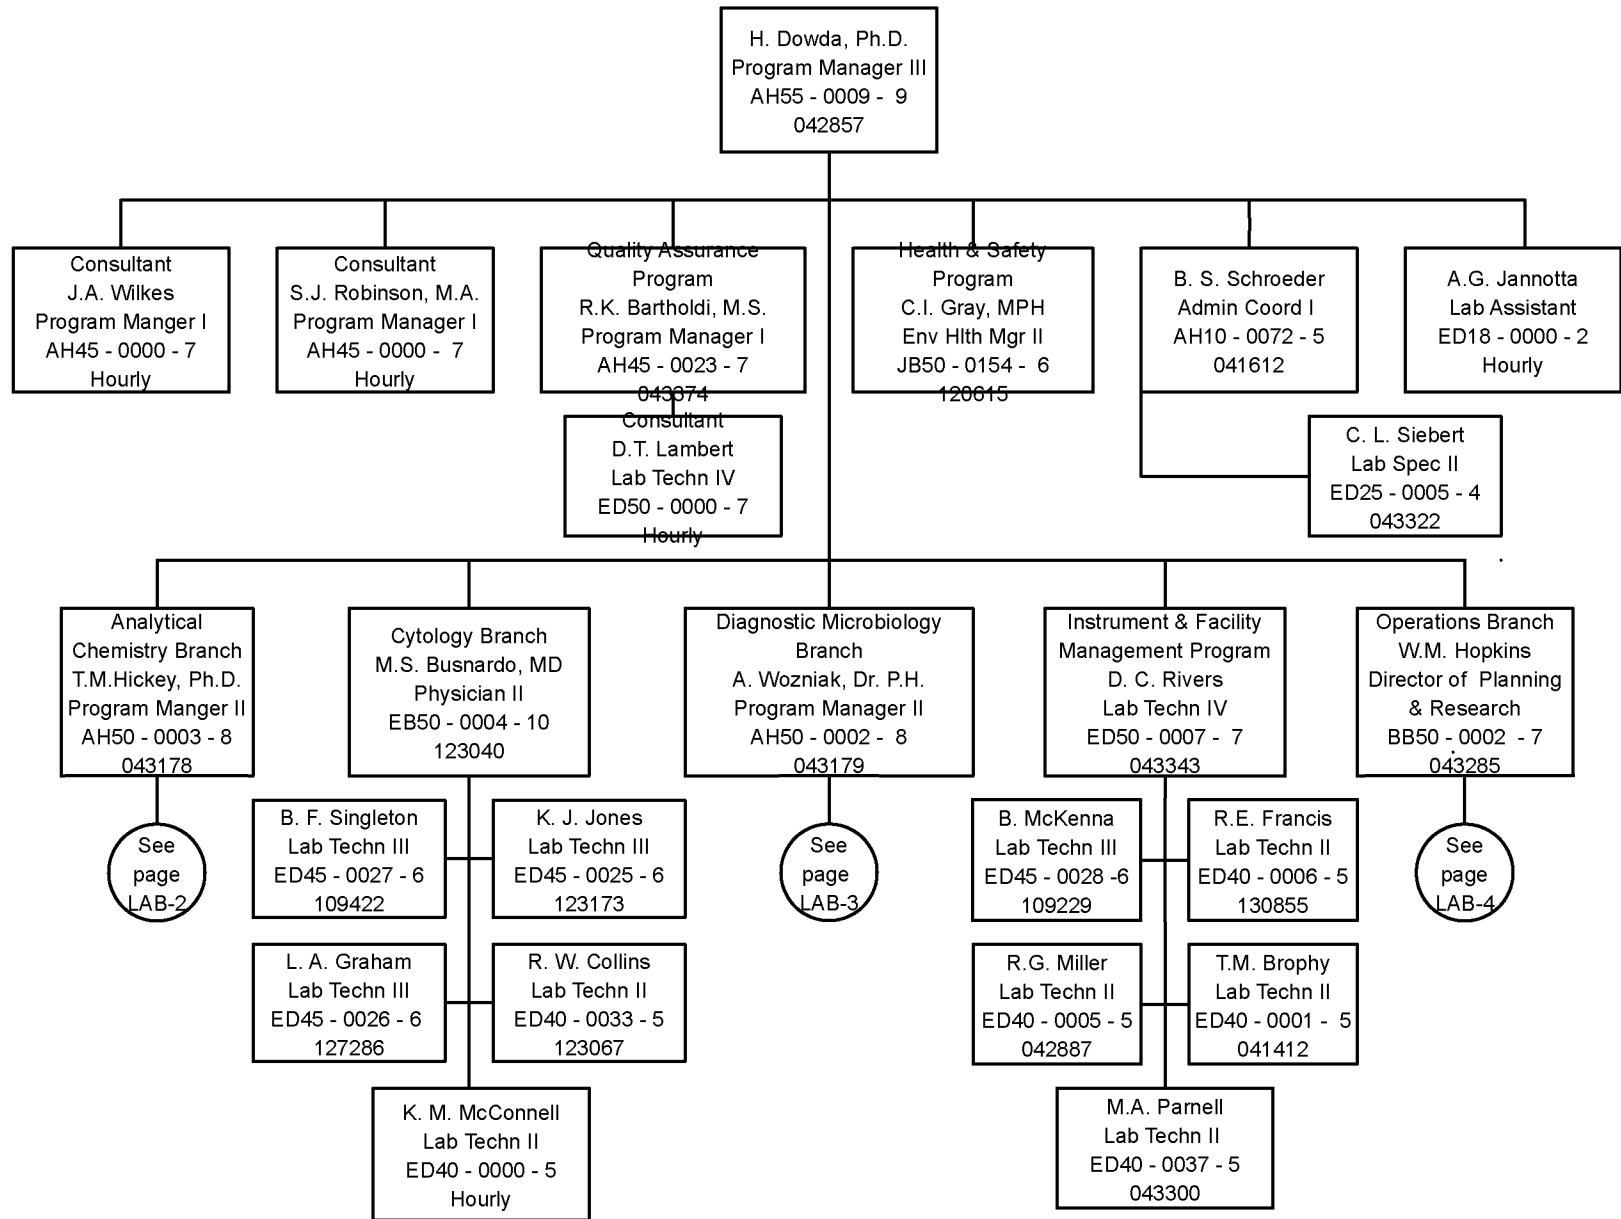 H. Dowda, Ph.D.
Program Manager III
AH55 - 0009 - 9
042857
Consultant
J.A. Wilkes
Program Manger I
AH45 - 0000 - 7
Hourly
Consultant
S.J. Robinson, M.A.
Program Manager I
AH45 - 0000 - 7
Hourly
Quality Assurance
Program
R.K. Bartholdi, M.S.
Program Manager I
AH45 - 0023 - 7
043374
Health & Safety
Program
C.I. Gray, MPH
Env Hlth Mgr II
JB50 - 0154 - 6
120615
B. S. Schroeder
Admin Coord I
AH10 - 0072 - 5
041612
A.G. Jannotta
Lab Assistant
ED18 - 0000 - 2
Hourly
Consultant
D.T. Lambert
Lab Techn IV
ED50 - 0000 - 7
Hourly
C. L. Siebert
Lab Spec II
ED25 - 0005 - 4
043322
Analytical
Chemistry Branch
T.M.Hickey, Ph.D.
Program Manger II
AH50 - 0003 - 8
043178
Cytology Branch
M.S. Busnardo, MD
Physician II
EB50 - 0004 - 10
123040
Diagnostic Microbiology
Branch
A. Wozniak, Dr. P.H.
Program Manager II
AH50 - 0002 - 8
043179
Instrument & Facility
Management Program
D. C. Rivers
Lab Techn IV
ED50 - 0007 - 7
043343
Operations Branch
W.M. Hopkins
Director of Planning
& Research
BB50 - 0002 - 7
043285
See
page
LAB-2
B. F. Singleton
Lab Techn III
ED45 - 0027 - 6
109422
K. J. Jones
Lab Techn III
ED45 - 0025 - 6
123173
See
page
LAB-3
B. McKenna
Lab Techn III
ED45 - 0028 -6
109229
R.E. Francis
Lab Techn II
ED40 - 0006 - 5
130855
See
page
LAB-4
L. A. Graham
Lab Techn III
ED45 - 0026 - 6
127286
R. W. Collins
Lab Techn II
ED40 - 0033 - 5
123067
R.G. Miller
Lab Techn II
ED40 - 0005 - 5
042887
T.M. Brophy
Lab Techn II
ED40 - 0001 - 5
041412
K. M. McConnell
Lab Techn II
ED40 - 0000 - 5
Hourly
M.A. Parnell
Lab Techn II
ED40 - 0037 - 5
043300